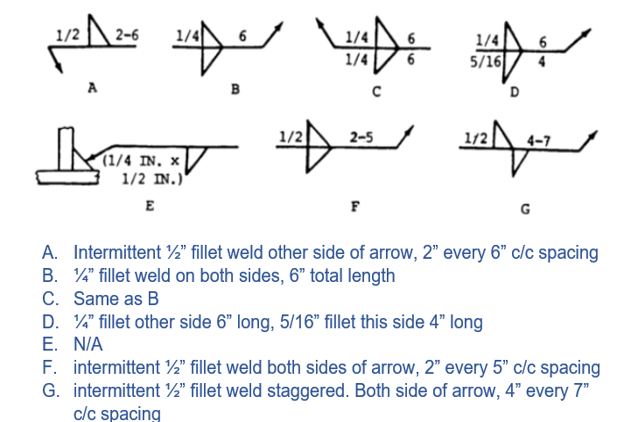 1/2 2-6 1/4 6 1/4 6 1/4 6
1/4 6 5/16 4
A B C D
1/2 2-5 1/2 4-7
(1/4 IN. x
1/2 IN.)
E F G
A. Intermittent ½” fillet weld other side of arrow, 2” every 6” c/c spacing
B. ¼” fillet weld on both sides, 6” total length
C. Same as B
D. ¼” fillet other side 6” long, 5/16” fillet this side 4” long
E. N/A
F. intermittent ½” fillet weld both sides of arrow, 2” every 5” c/c spacing
G. intermittent ½” fillet weld staggered. Both side of arrow, 4” every 7”
c/c spacing